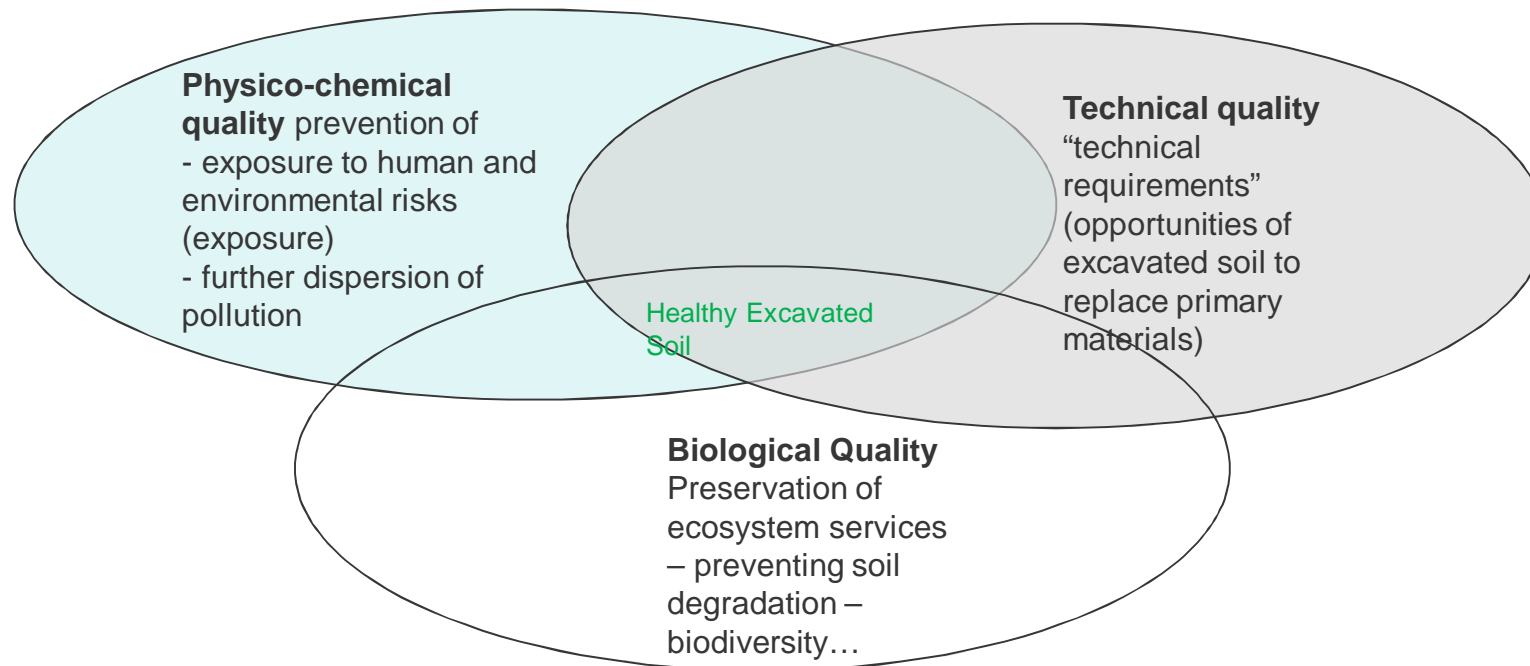 Physico-chemical
quality prevention of
- exposure to human and
environmental risks
(exposure)
- further dispersion of
pollution
Technical quality
“technical
requirements”
(opportunities of
excavated soil to
replace primary
materials)
Healthy Excavated
Soil
Biological Quality
Preservation of
ecosystem services
– preventing soil
degradation –
biodiversity…